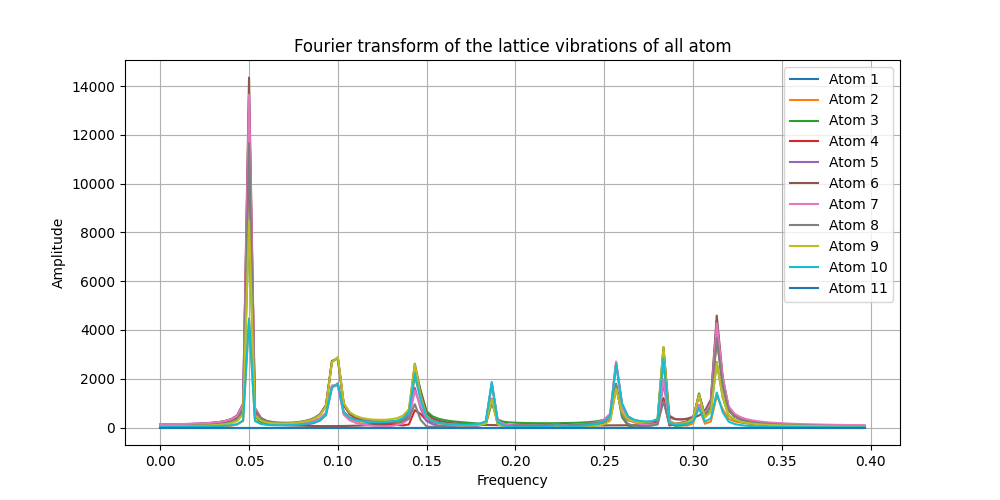 Fourier transform of the lattice vibrations of all atom
Amplitude
14000
12000
10000
8000
6000
4000
2000
0
0.00 0.05 0.10 0.15 0.20 0.25 0.30 0.35 0.40
Frequency
Atom 1
Atom 2
Atom 3
Atom 4
Atom 5
Atom 6
Atom 7
Atom 8
Atom 9
Atom 10
Atom 11